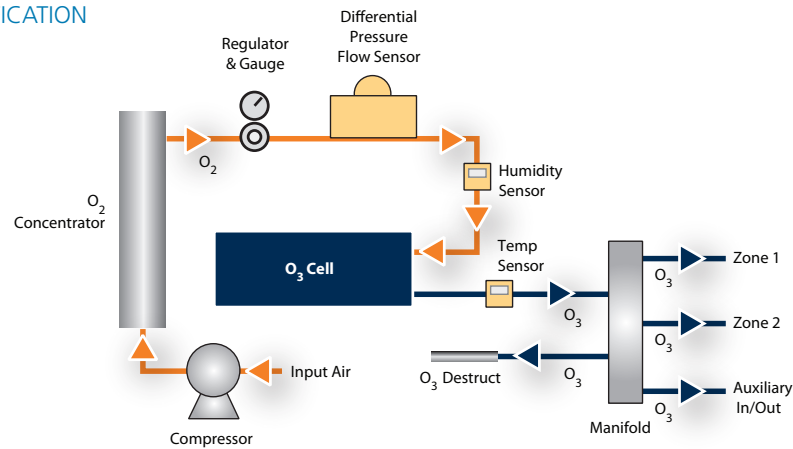 ICATION
Differential
Pressure
Flow Sensor
Regulator
& Gauge
O₂
Humidity
Sensor
O₂
Concentrator
O₃ Cell
Temp
Sensor
O₃
Zone 1
O₃
Zone 2
O₃
O₃
O₃ Destruct
Input Air
Auxiliary
In/Out
O₃
Manifold
Compressor